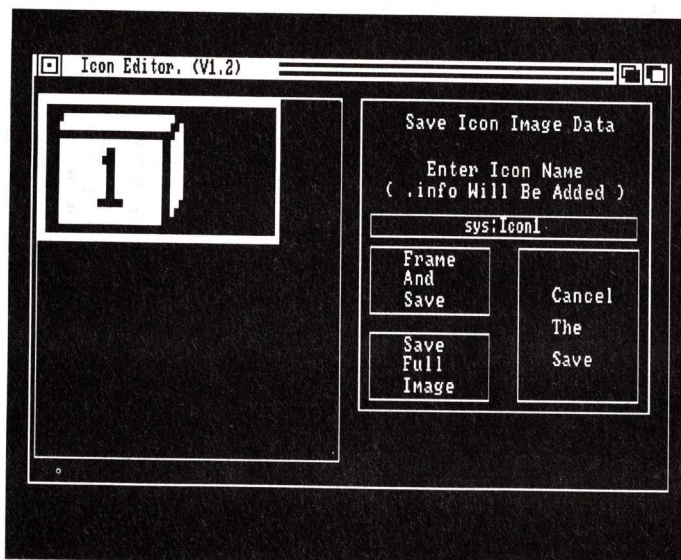 Icon Editor. (V1.2)
1
Save Icon Image Data
Enter Icon Name
( .info Will Be Added )
sys:Icon1
Frame
And
Save
Save
Full
Image
Cancel
The
Save